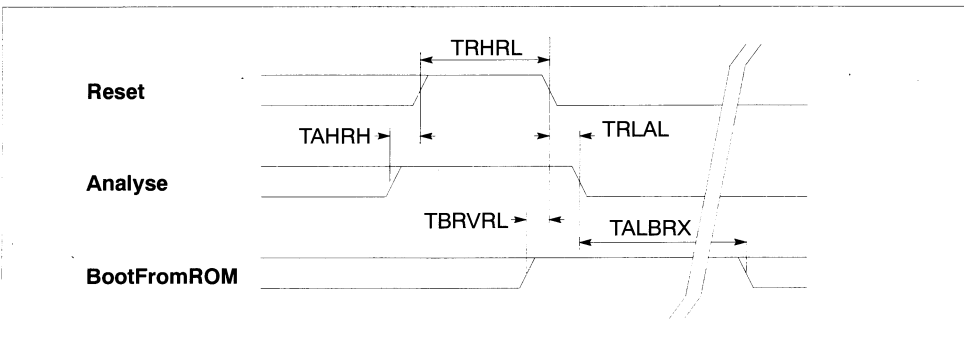 TRHRL
Reset
TAHRH
TRLAL
Analyse
TBRVRL
TALBRX
BootFromROM